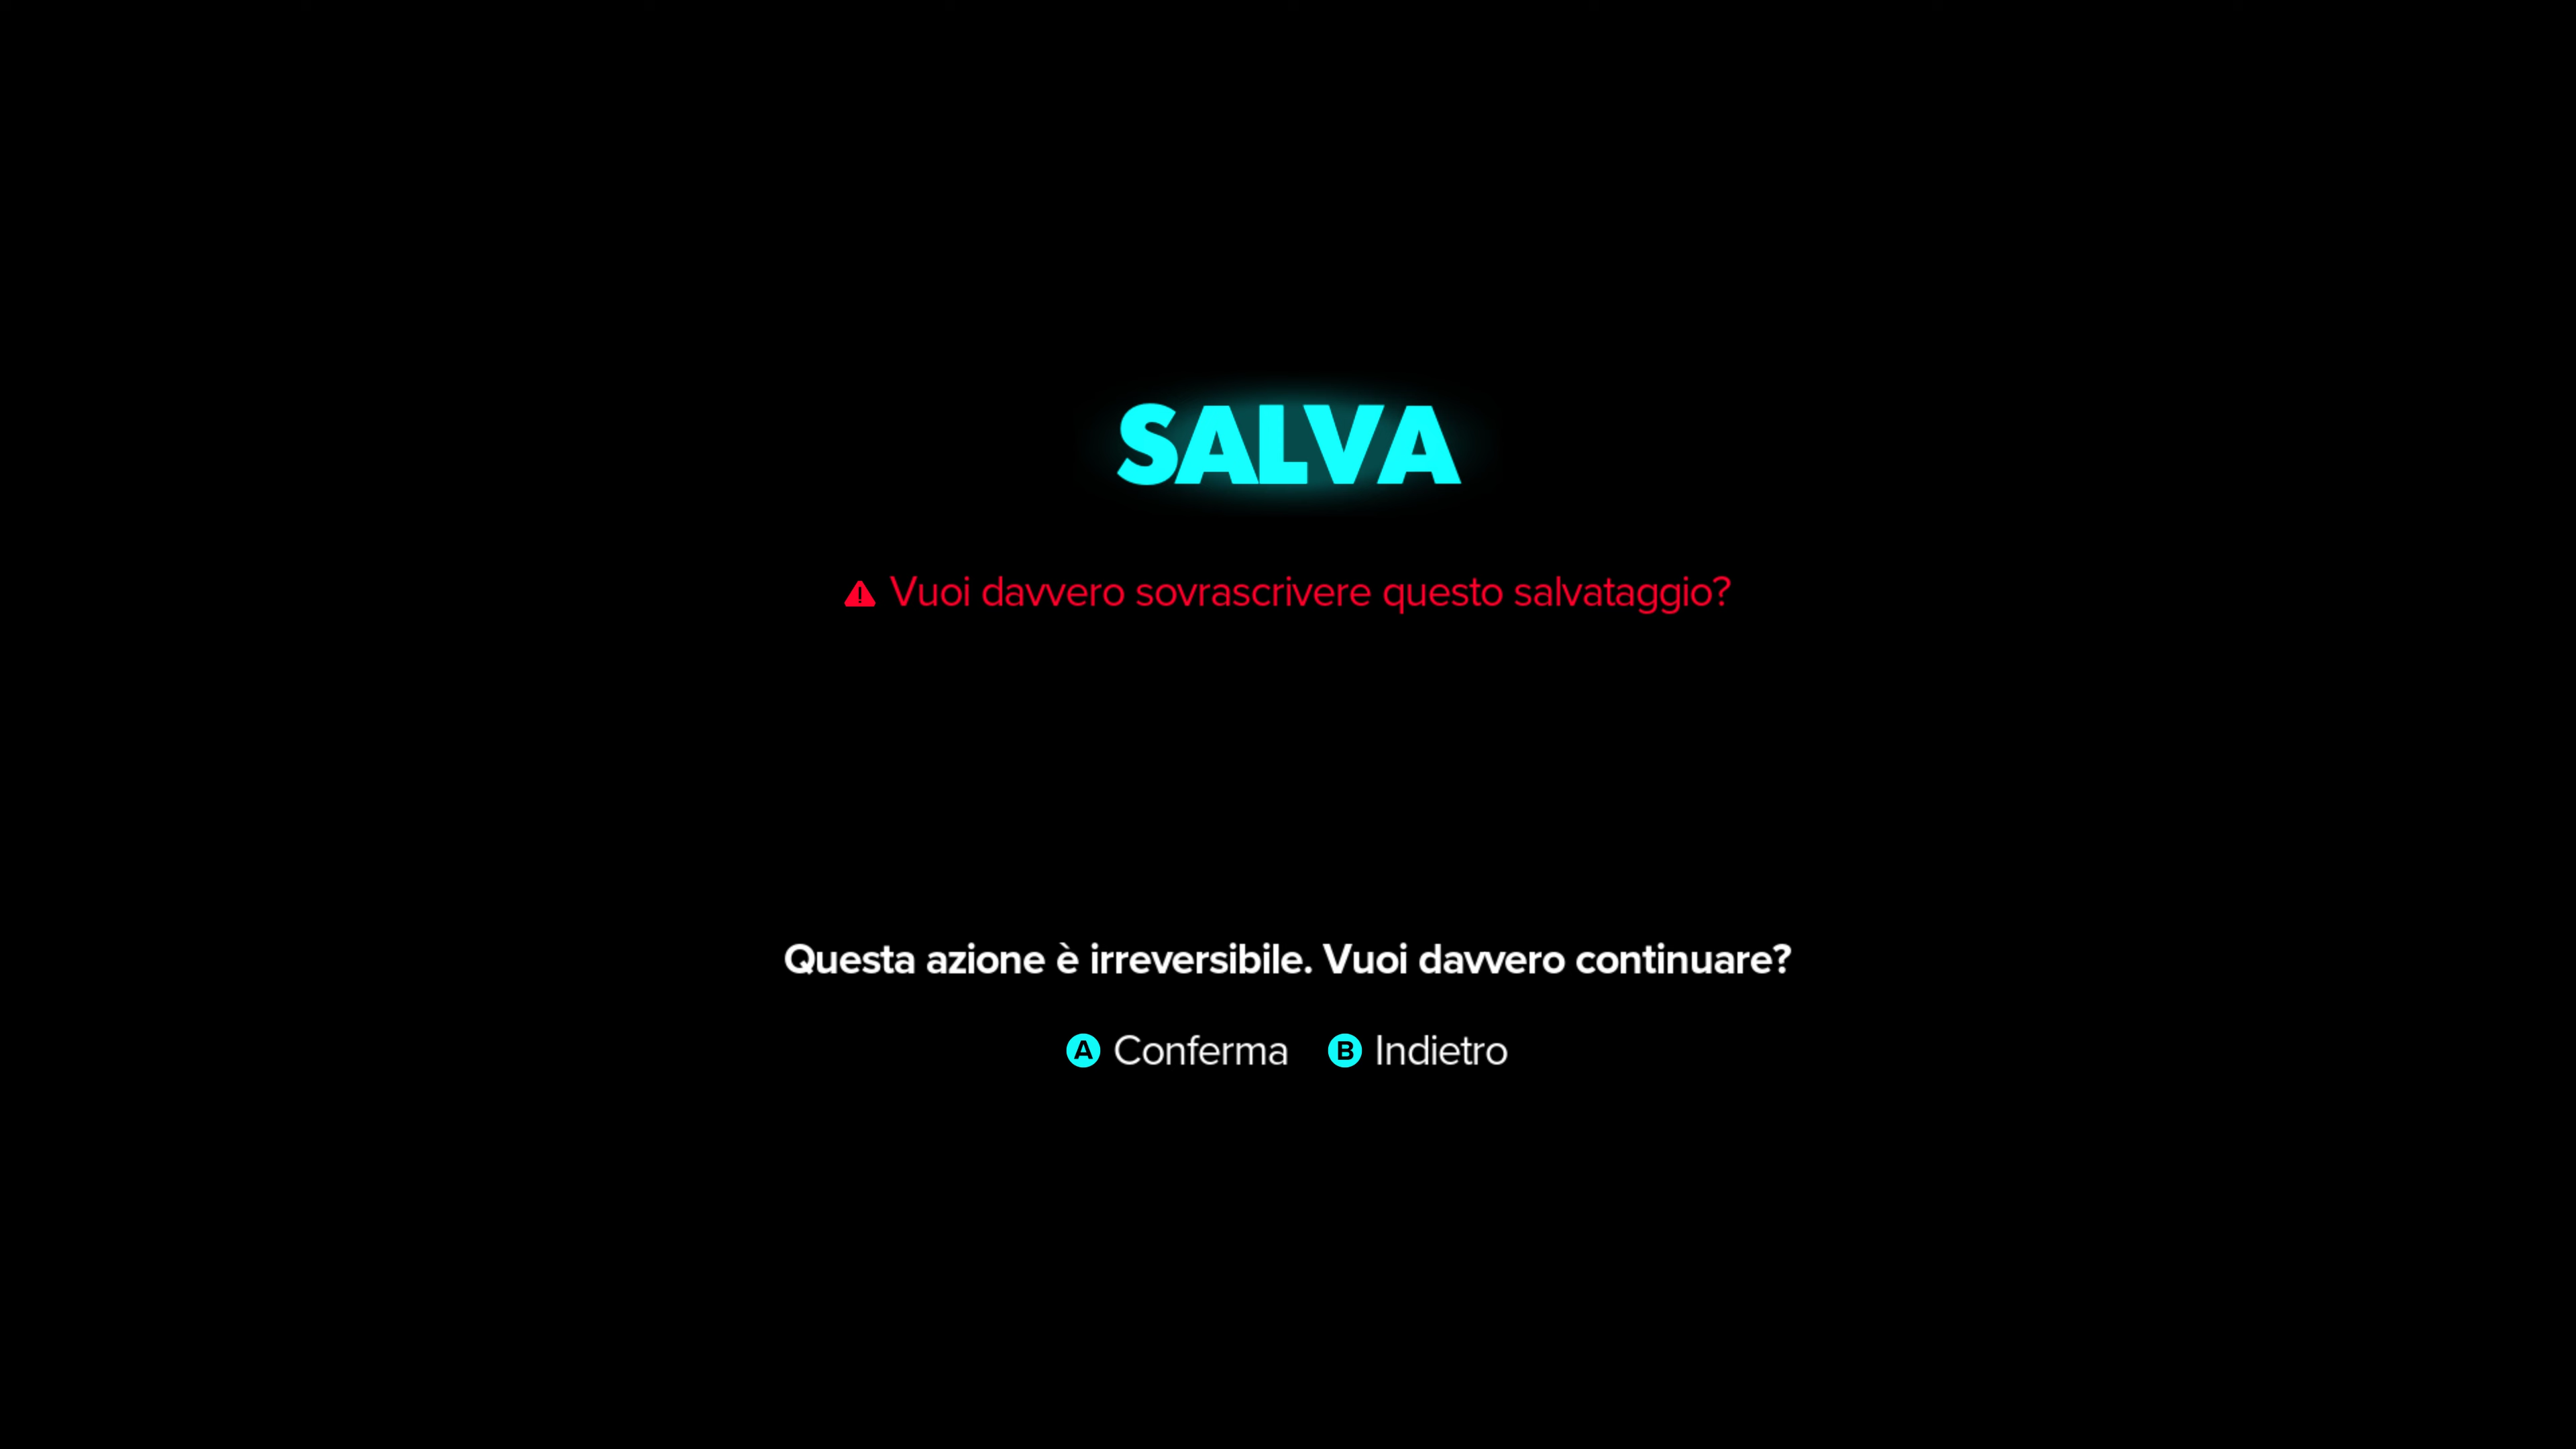 SALVA
Vuoi davvero sovrascrivere questo salvataggio?
Questa azione è irreversibile. Vuoi davvero continuare?
A Conferma B Indietro